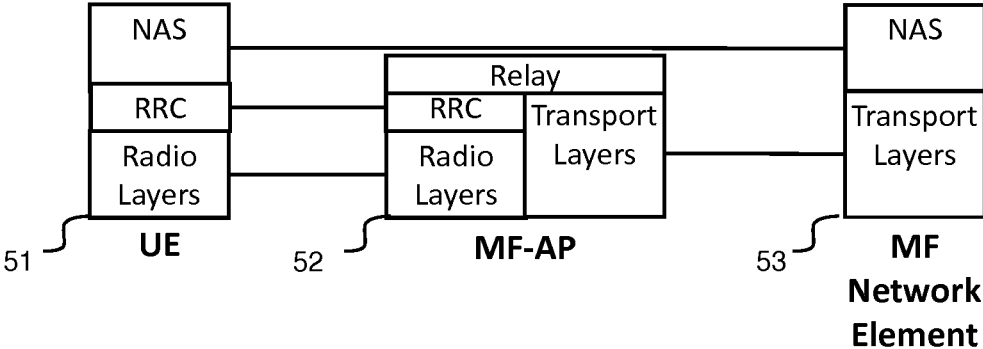 NAS
RRC
Radio
Layers
51
UE
Relay
RRC
Radio
Layers
Transport
Layers
52
MF-AP
NAS
Transport
Layers
53
MF
Network
Element